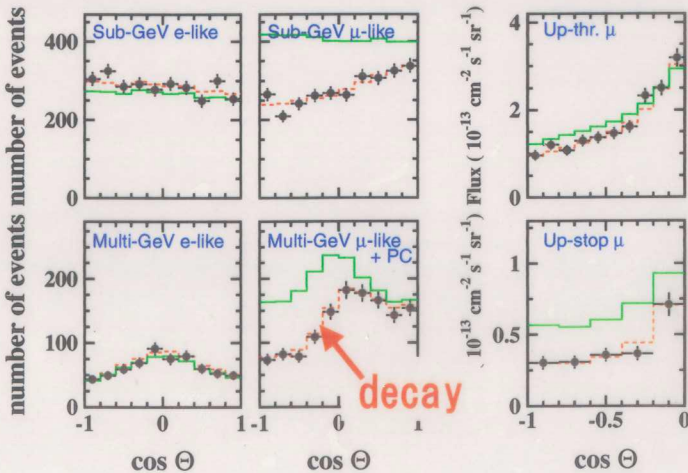 Sub-GeV e-like
Sub-GeV μ-like
Up-thr. μ
number of events
400
200
0
Flux ( 10⁻¹³ cm⁻² s⁻¹ sr⁻¹)
4
2
0
Multi-GeV e-like
Multi-GeV μ-like
+ PC
Up-stop μ
number of events
250
175
100
75
0
10⁻¹³ cm⁻² s⁻¹ sr⁻¹)
1
0.5
0
decay
-1 0 1
-1 0 1
-1 -0.5 0
cos Θ
cos Θ
cos Θ